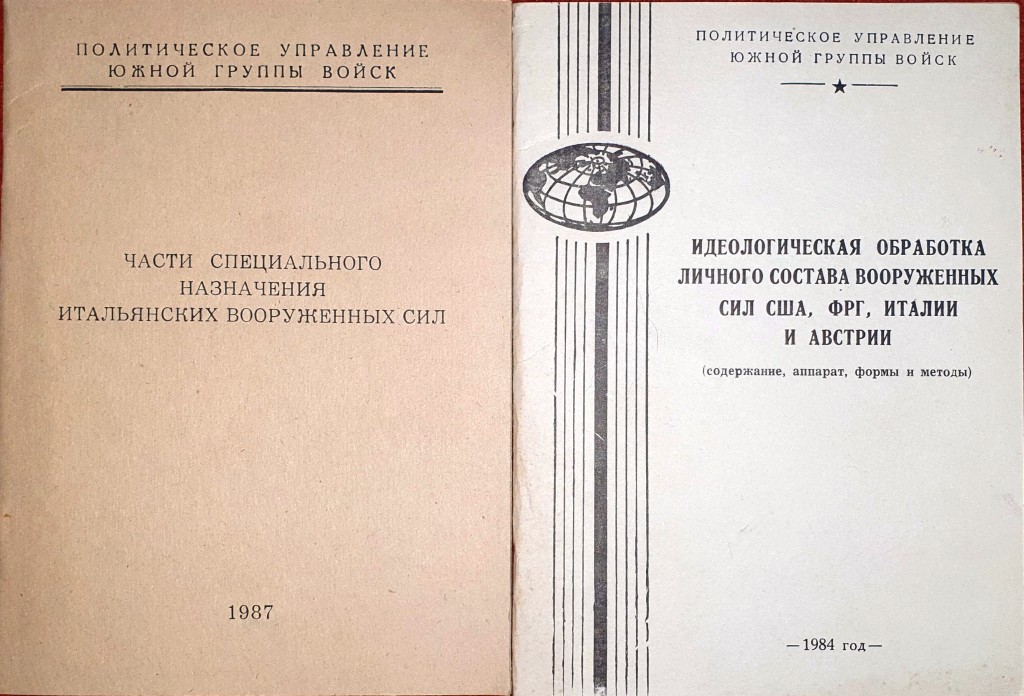 ПОЛИТИЧЕСКОЕ УПРАВЛЕНИЕ
ЮЖНОЙ ГРУППЫ ВОЙСК
ЧАСТИ СПЕЦИАЛЬНОГО
НАЗНАЧЕНИЯ
ИТАЛЬЯНСКИХ ВООРУЖЕННЫХ СИЛ
1987
ПОЛИТИЧЕСКОЕ УПРАВЛЕНИЕ
ЮЖНОЙ ГРУППЫ ВОЙСК
ИДЕОЛОГИЧЕСКАЯ ОБРАБОТКА
ЛИЧНОГО СОСТАВА ВООРУЖЕННЫХ
СИЛ США, ФРГ, ИТАЛИИ
И АВСТРИИ
(содержание, аппарат, формы и методы)
—1984 год—